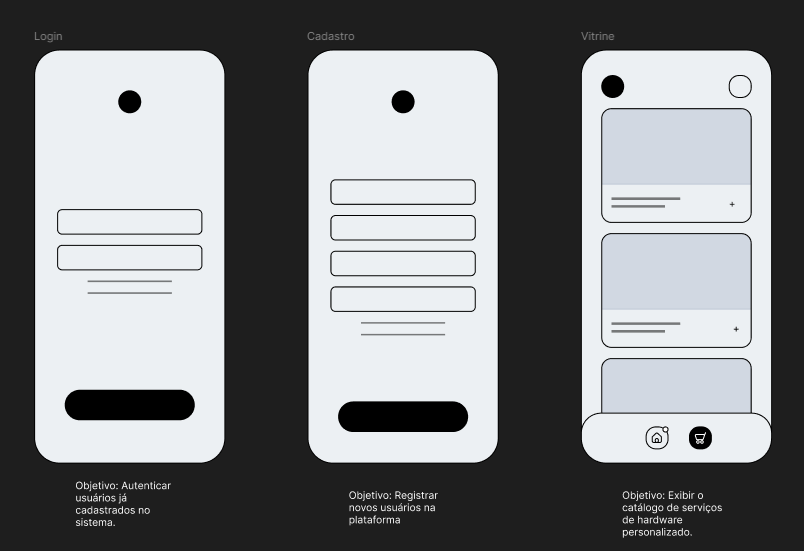 Login
Cadastro
Vitrine
+
+
Objetivo: Autenticar
usuários já
cadastrados no
sistema.
Objetivo: Registrar
novos usuários na
plataforma
Objetivo: Exibir o
catálogo de serviços
de hardware
personalizado.